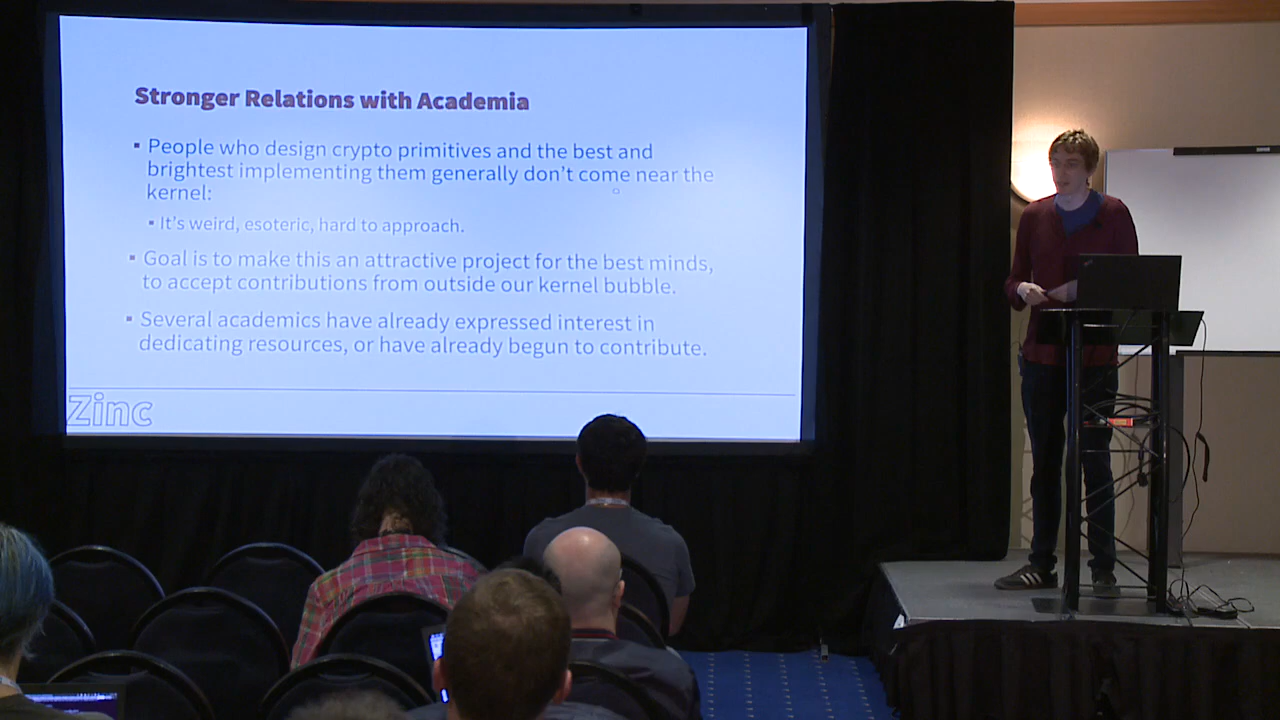 Stronger Relations with Academia
▪ People who design crypto primitives and the best and
brightest implementing them generally don't come near the
kernel:
▪ It's weird, esoteric, hard to approach.
▪ Goal is to make this an attractive project for the best minds,
to accept contributions from outside our kernel bubble.
▪ Several academics have already expressed interest in
dedicating resources, or have already begun to contribute.
Zinc